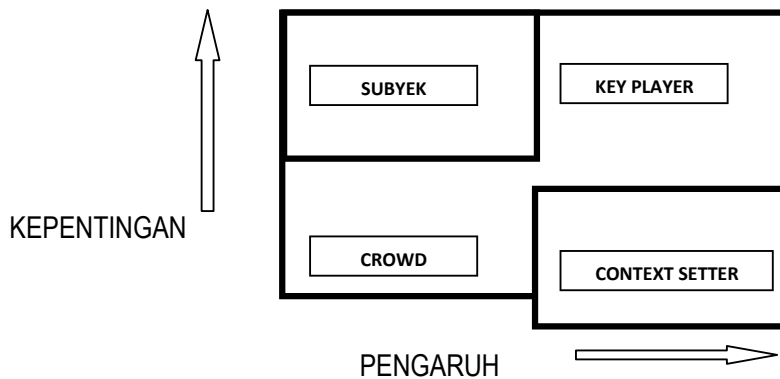 SUBYEK
KEY PLAYER
KEPENTINGAN
CROWD
CONTEXT SETTER
PENGARUH